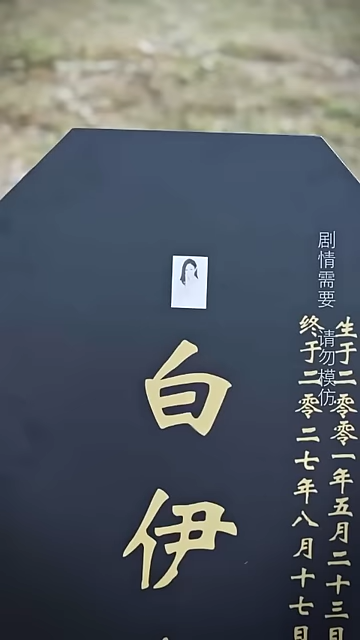 剧情需要 请勿模仿
生于二零零一年五月二十三日
终于二零二七年八月十七日
白伊